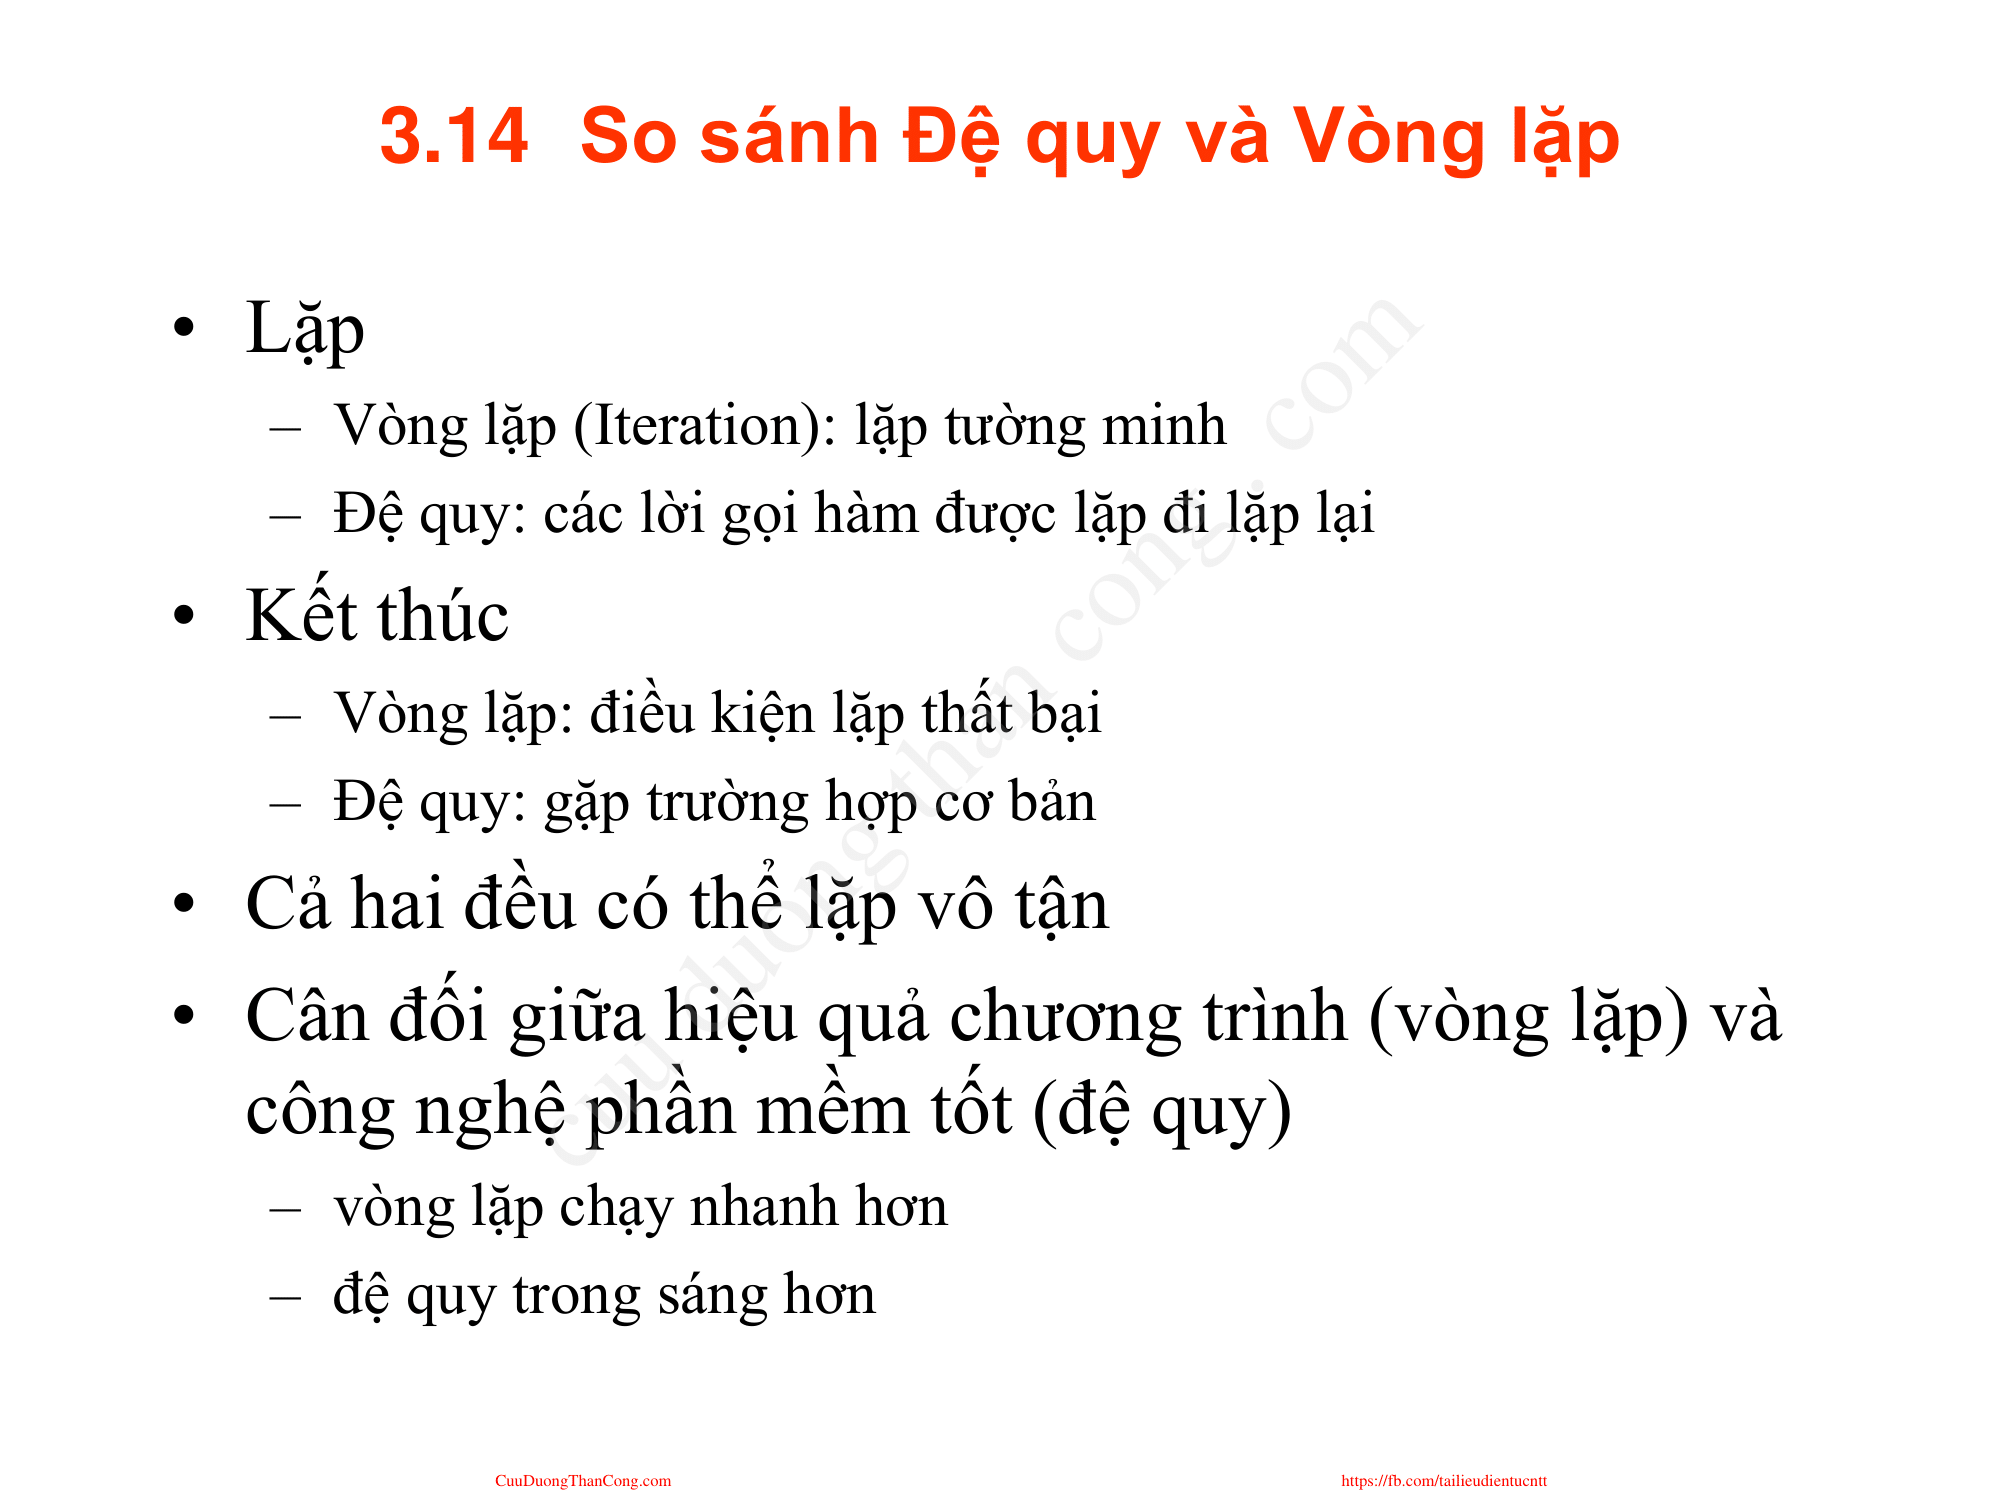 3.14 So sánh Đệ quy và Vòng lặp
• Lặp
– Vòng lặp (Iteration): lặp tường minh
– Đệ quy: các lời gọi hàm được lặp đi lặp lại
• Kết thúc
– Vòng lặp: điều kiện lặp thất bại
– Đệ quy: gặp trường hợp cơ bản
• Cả hai đều có thể lặp vô tận
• Cân đối giữa hiệu quả chương trình (vòng lặp) và
công nghệ phần mềm tốt (đệ quy)
– vòng lặp chạy nhanh hơn
– đệ quy trong sáng hơn
cuu duong than cong . com
CuuDuongThanCong.com
https://fb.com/tailieudientucntt